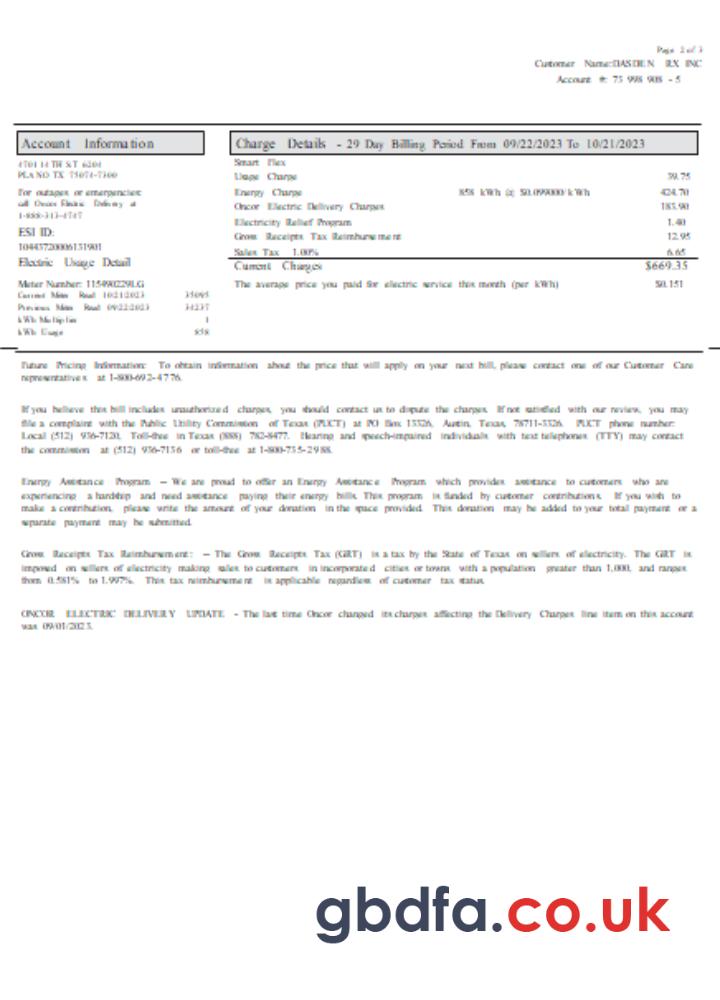 Page 2 of 3
Customer Name:DASDEN RX INC
Account #: 75 998 908 - 5
Account Information
4701 14TH ST 6204
PLANO TX 75074-7300
For outages or emergencies:
call Oncor Electric Delivery at
1-888-313-4747
ESI ID:
10443720006131901
Electric Usage Detail
Meter Number: 115490229LG
Current Meter Read 10/21/2023 35095
Previous Meter Read 09/22/2023 34237
kWh Multiplier 1
kWh Usage 858
Charge Details - 29 Day Billing Period From 09/22/2023 To 10/21/2023
Smart Flex
Usage Charge 39.75
Energy Charge 858 kWh @ $0.099000/kWh 424.70
Oncor Electric Delivery Charges 183.90
Electricity Relief Program 1.40
Gross Receipts Tax Reimbursement 12.95
Sales Tax 1.00% 6.65
Current Charges $669.35
The average price you paid for electric service this month (per kWh) $0.151
Future Pricing Information: To obtain information about the price that will apply on your next bill, please contact one of our Customer Care
representatives at 1-800-692-4776.
If you believe this bill includes unauthorized charges, you should contact us to dispute the charges. If not satisfied with our review, you may
file a complaint with the Public Utility Commission of Texas (PUCT) at PO Box 13326, Austin, Texas, 78711-3326. PUCT phone number:
Local (512) 936-7120, Toll-free in Texas (888) 782-8477. Hearing and speech-impaired individuals with text telephones (TTY) may contact
the commission at (512) 936-7136 or toll-free at 1-800-735-2988.
Energy Assistance Program -- We are proud to offer an Energy Assistance Program which provides assistance to customers who are
experiencing a hardship and need assistance paying their energy bills. This program is funded by customer contributions. If you wish to
make a contribution, please write the amount of your donation in the space provided. This donation may be added to your total payment or a
separate payment may be submitted.
Gross Receipts Tax Reimbursement: -- The Gross Receipts Tax (GRT) is a tax by the State of Texas on sellers of electricity. The GRT is
imposed on sellers of electricity making sales to customers in incorporated cities or towns with a population greater than 1,000, and ranges
from 0.581% to 1.997%. This tax reimbursement is applicable regardless of customer tax status.
ONCOR ELECTRIC DELIVERY UPDATE - The last time Oncor changed its charges affecting the Delivery Charges line item on this account
was 09/01/2023.
gbdfa.co.uk